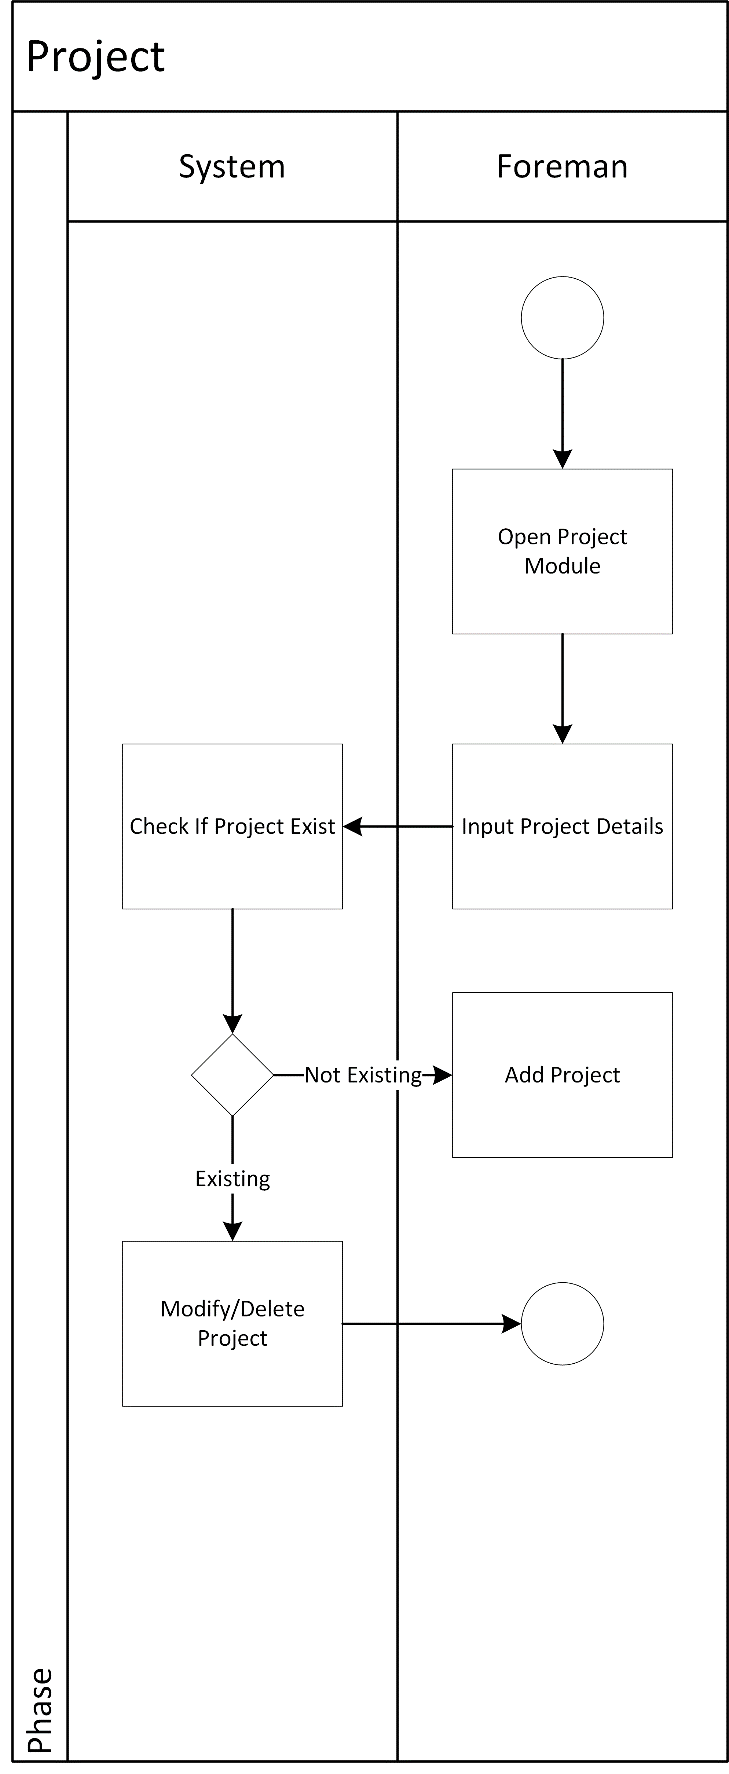 Project
System
Foreman
Open Project
Module
Check If Project Exist
Input Project Details
Not Existing
Add Project
Existing
Modify/Delete
Project
Phase